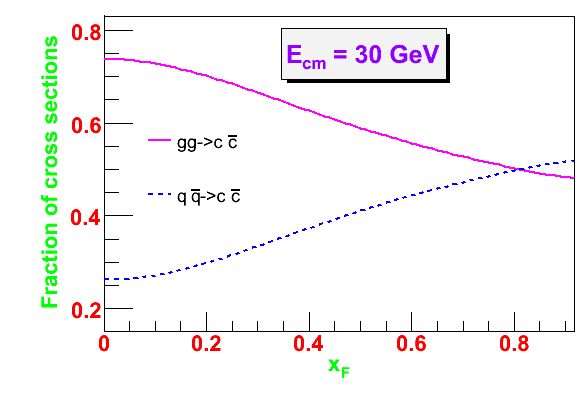 E_cm = 30 GeV
Fraction of cross sections
0.8
0.6
0.4
0.2
gg->c c̅
q q̅->c c̅
0 0.2 0.4 0.6 0.8
x_F